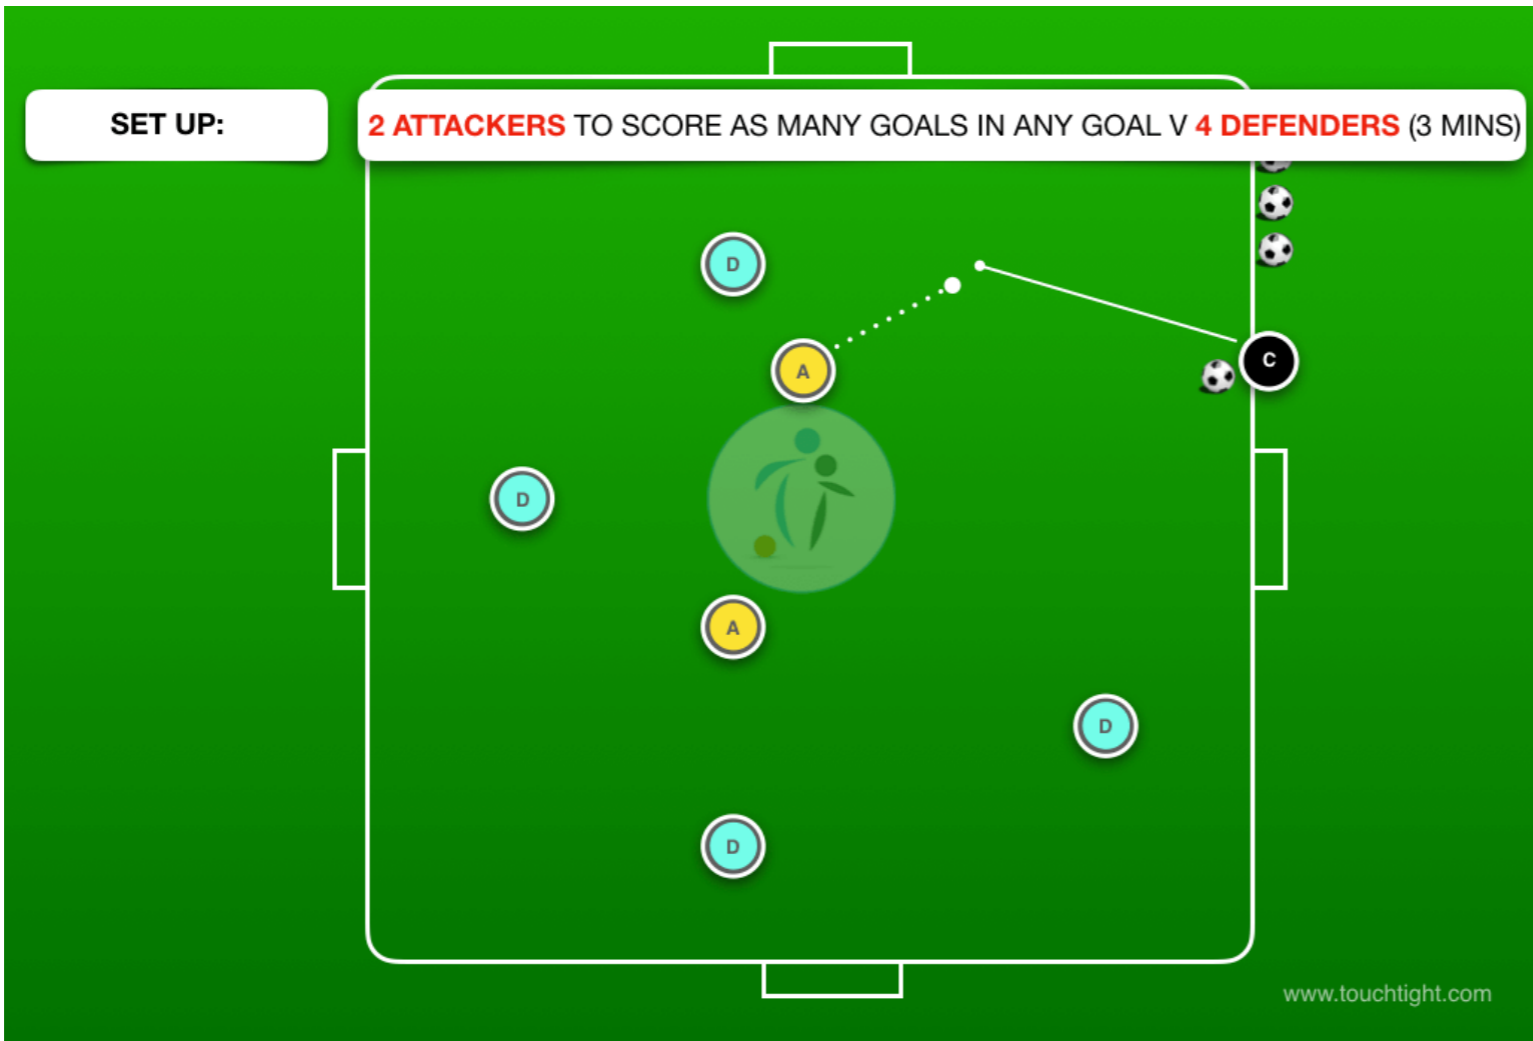 SET UP:
2 ATTACKERS TO SCORE AS MANY GOALS IN ANY GOAL V 4 DEFENDERS (3 MINS)
D
A
C
D
A
D
D
www.touchtight.com